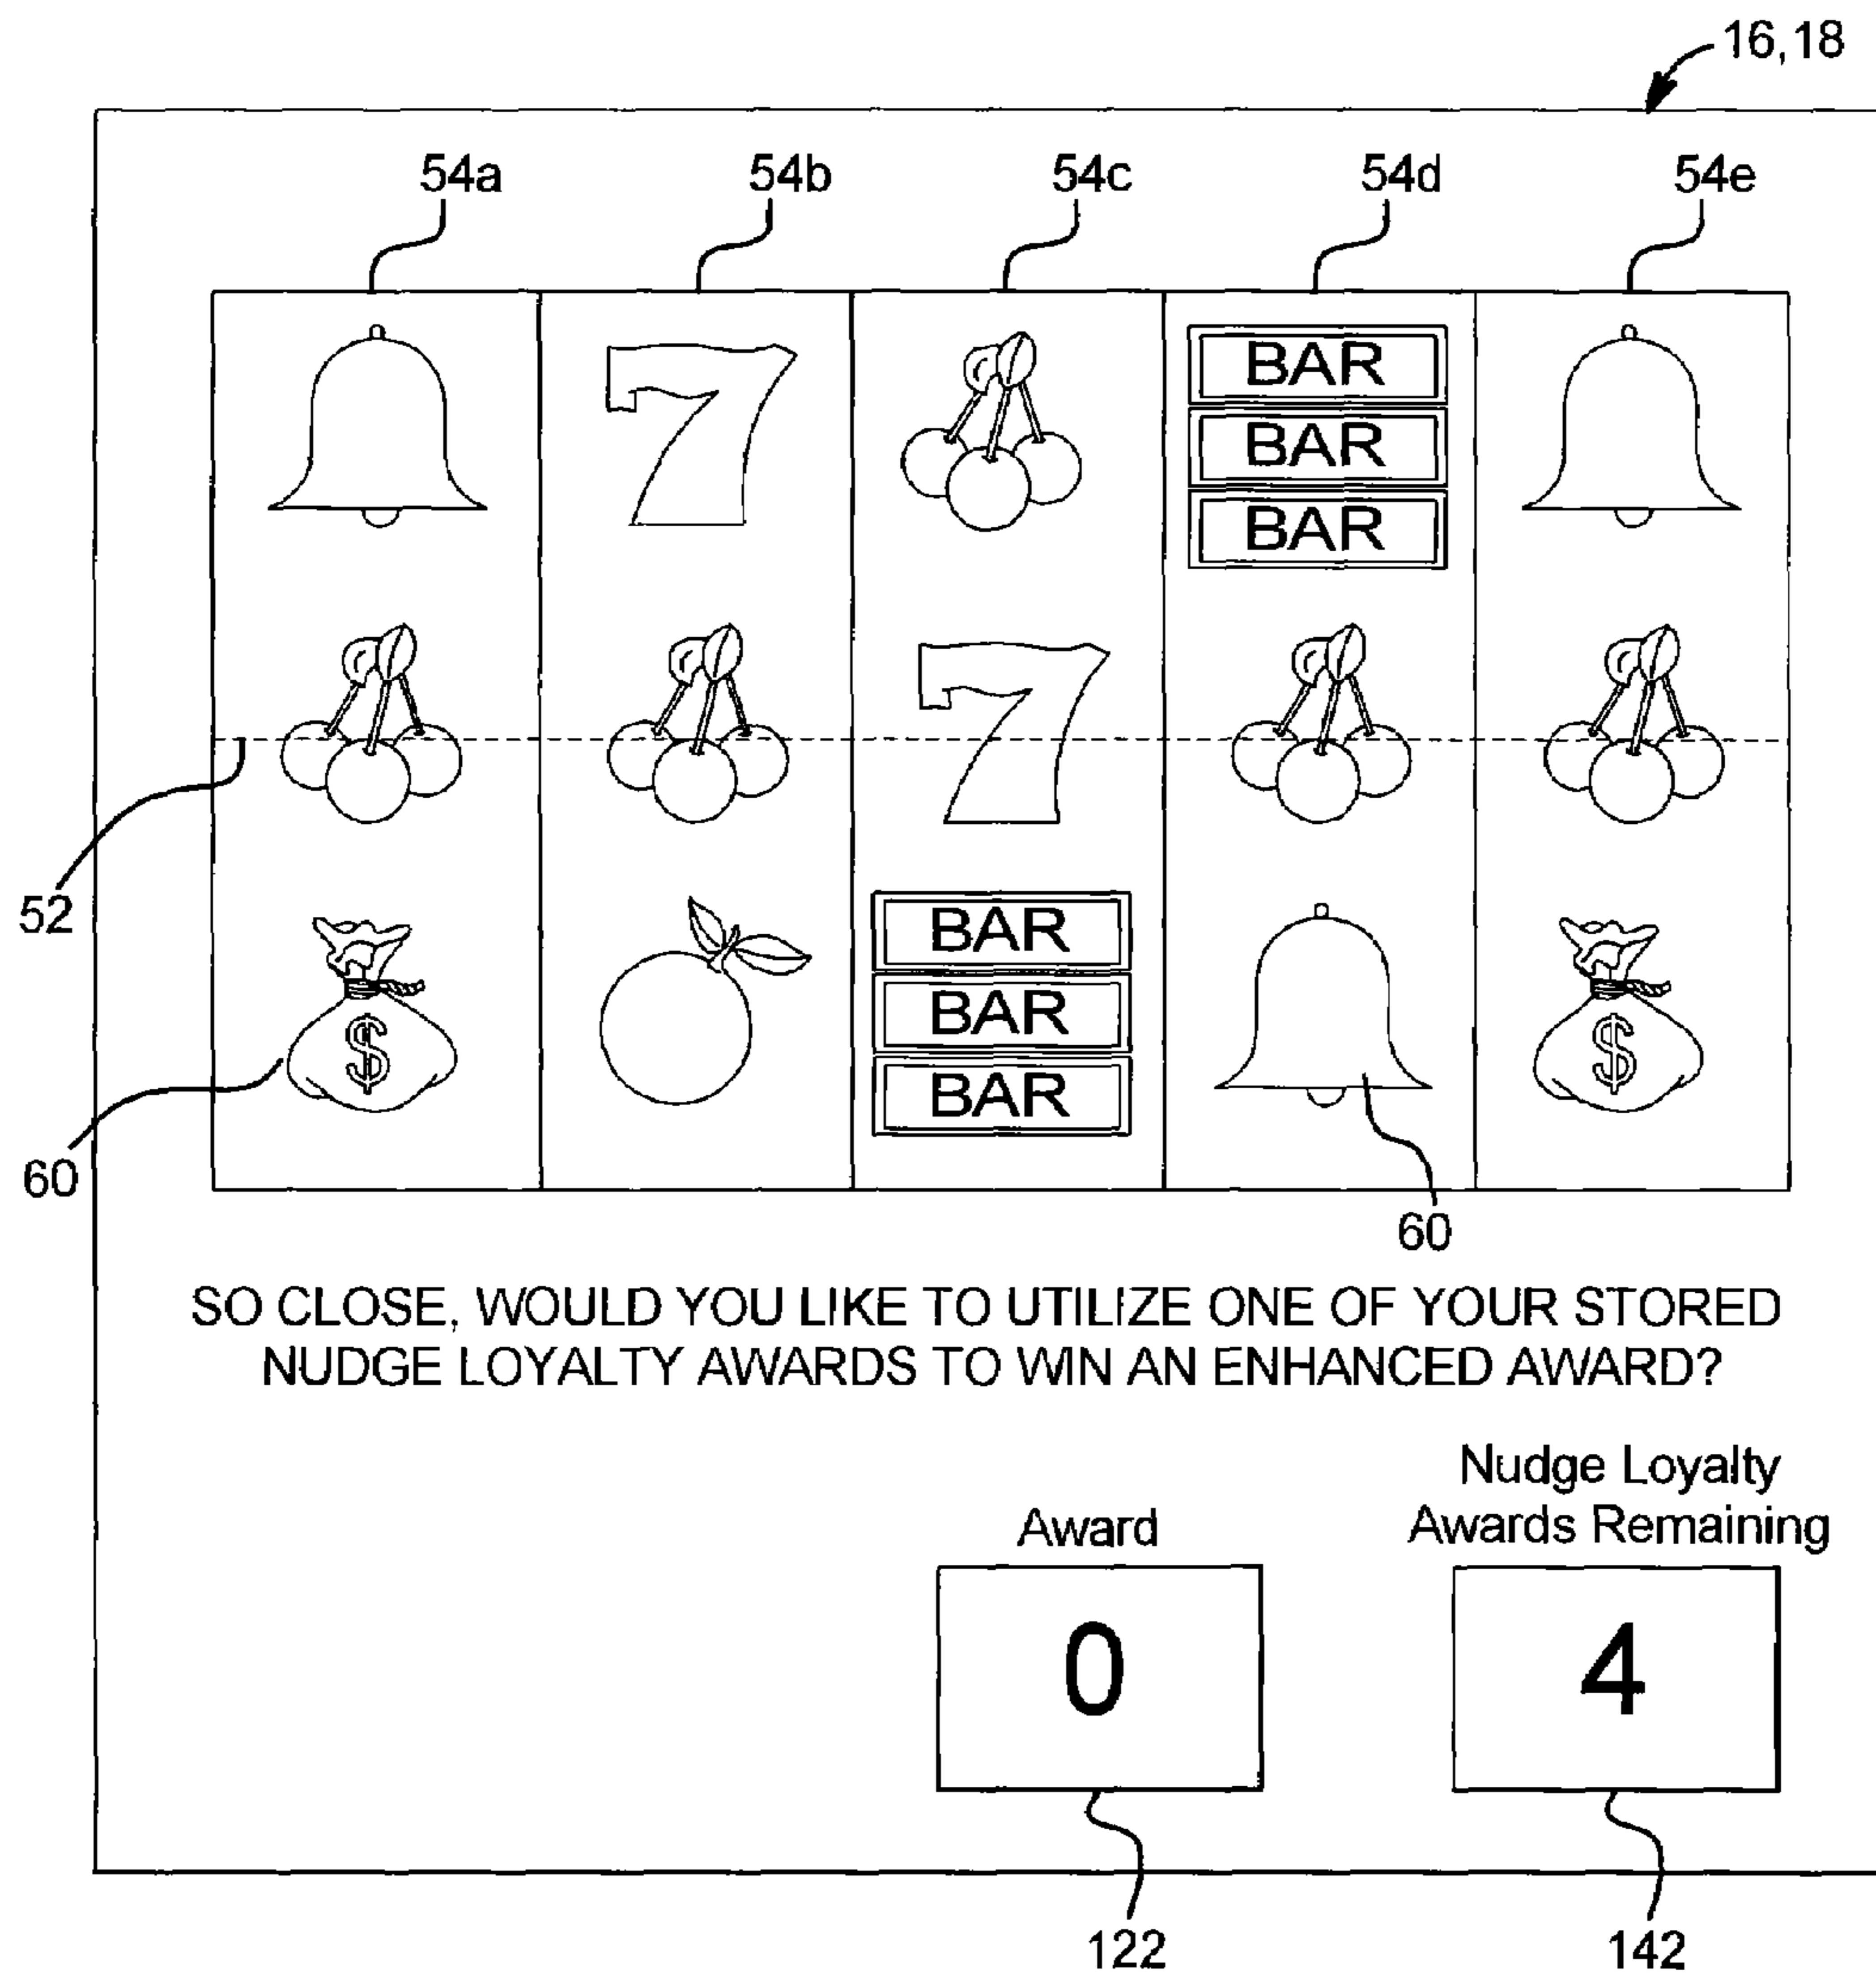 16,18
54a 54b 54c 54d 54e
7
BAR
BAR
BAR
7
52
BAR
BAR
BAR
$ $
60
60
SO CLOSE, WOULD YOU LIKE TO UTILIZE ONE OF YOUR STORED
NUDGE LOYALTY AWARDS TO WIN AN ENHANCED AWARD?
Nudge Loyalty
Award Awards Remaining
0 4
122 142